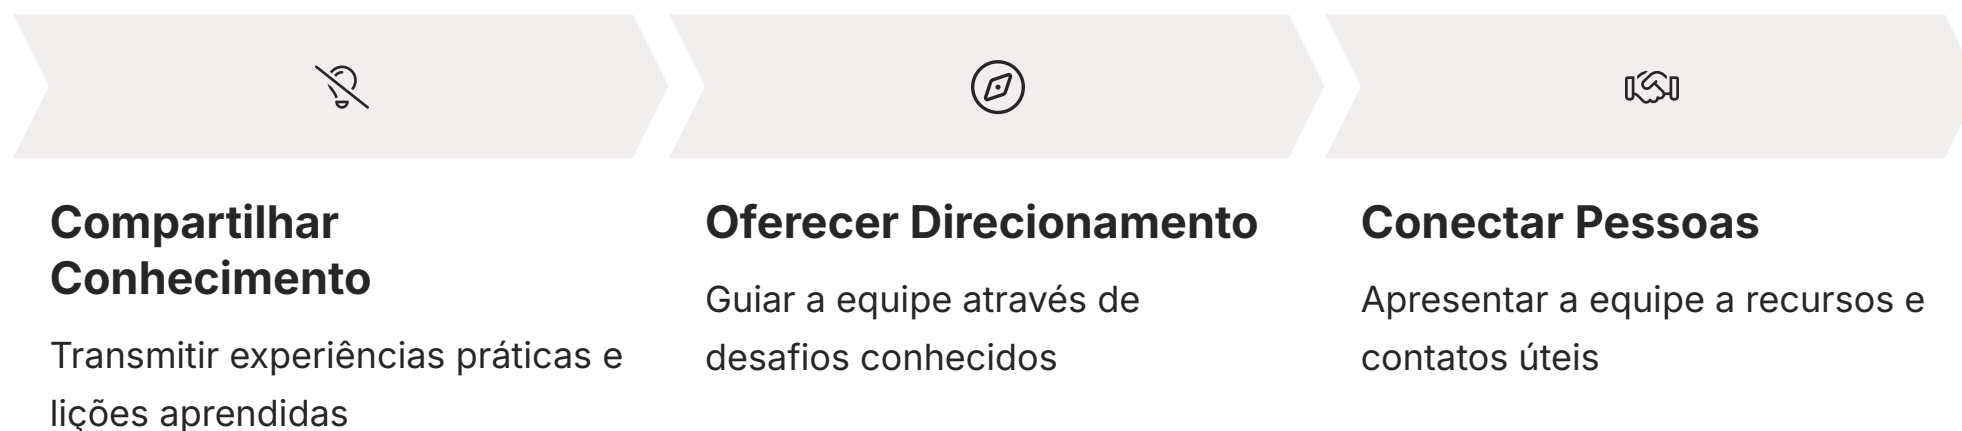 Compartilhar
Conhecimento
Transmitir experiências práticas e
lições aprendidas
Oferecer Direcionamento
Guiar a equipe através de
desafios conhecidos
Conectar Pessoas
Apresentar a equipe a recursos e
contatos úteis